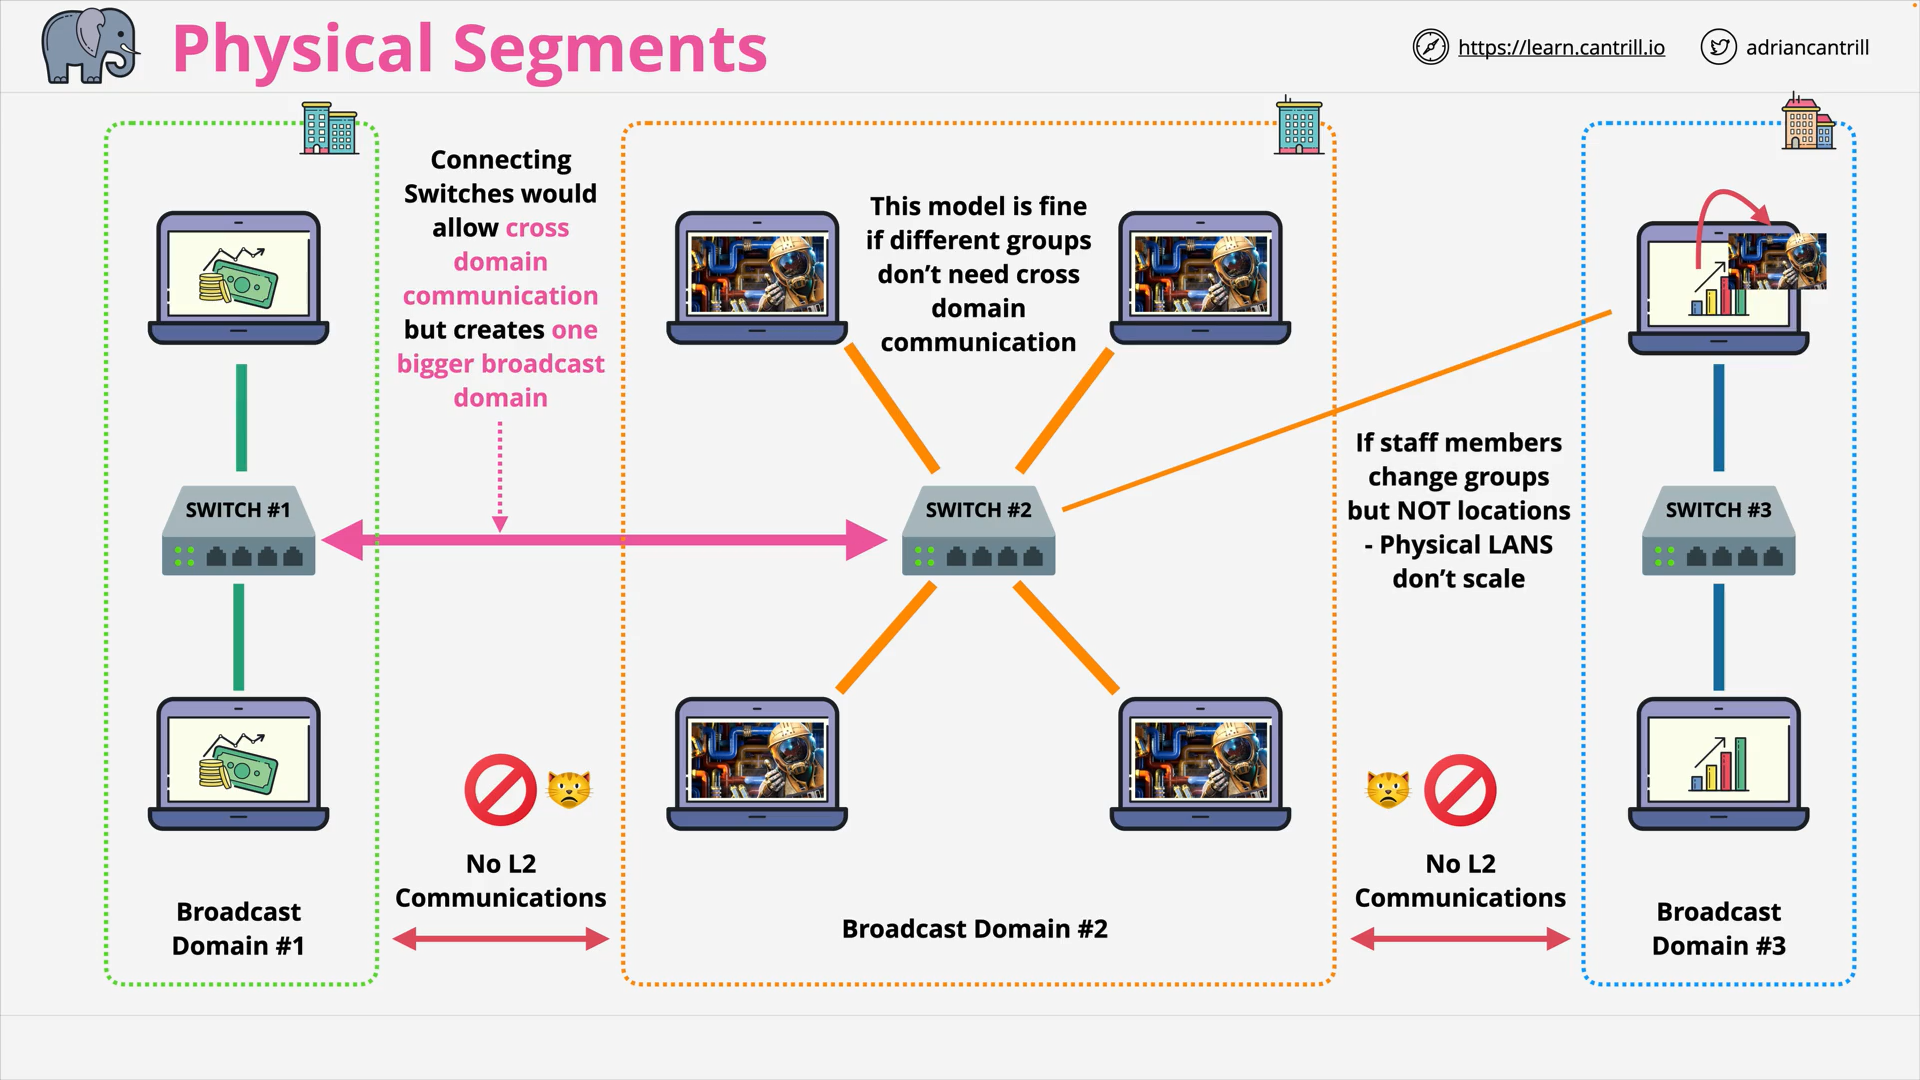 Physical Segments
https://learn.cantrill.io
adriancantrill
Connecting
Switches would
allow cross
domain
communication
but creates one
bigger broadcast
domain
This model is fine
if different groups
don’t need cross
domain
communication
If staff members
change groups
but NOT locations
- Physical LANS
don’t scale
SWITCH #1
SWITCH #2
SWITCH #3
No L2
Communications
No L2
Communications
Broadcast
Domain #1
Broadcast Domain #2
Broadcast
Domain #3